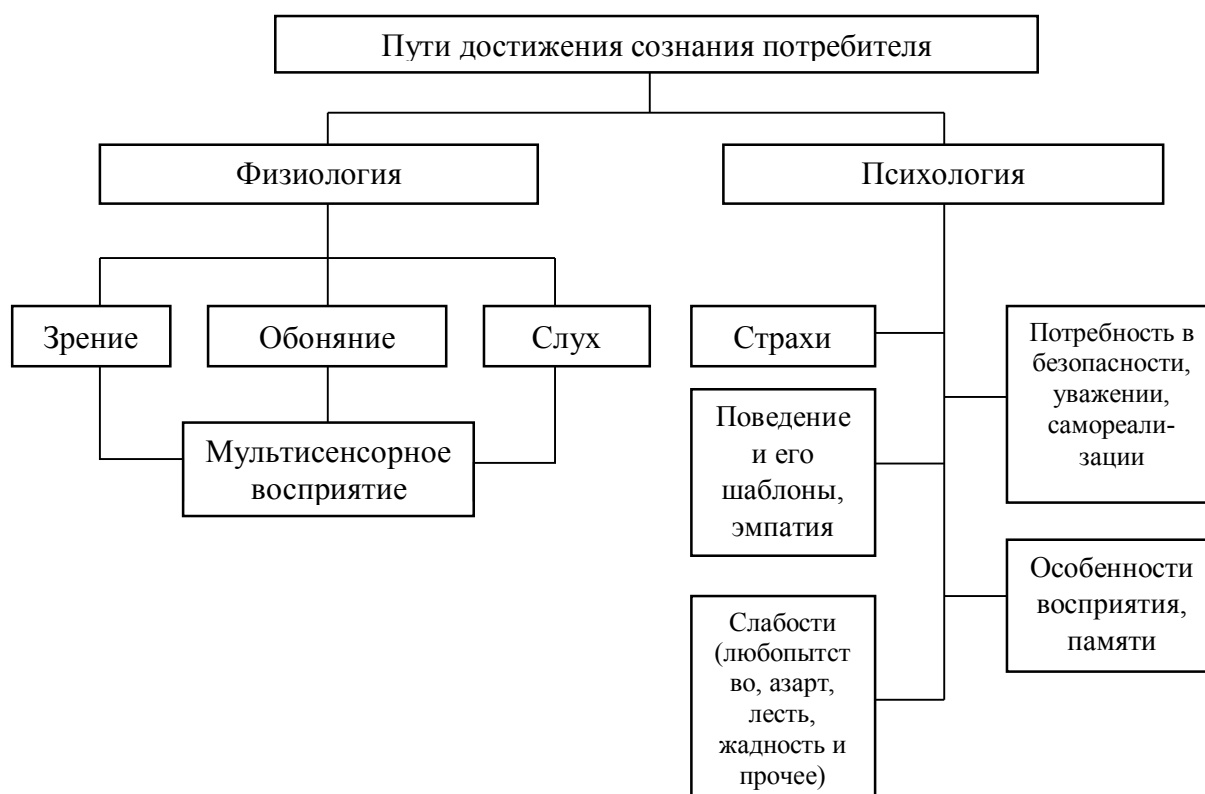 Пути достижения сознания потребителя
Физиология
Психология
Зрение
Обоняние
Слух
Мультисенсорное
восприятие
Страхи
Поведение
и его
шаблоны,
эмпатия
Слабости
(любопытст
во, азарт,
лесть,
жадность и
прочее)
Потребность в
безопасности,
уважении,
самореали-
зации
Особенности
восприятия,
памяти